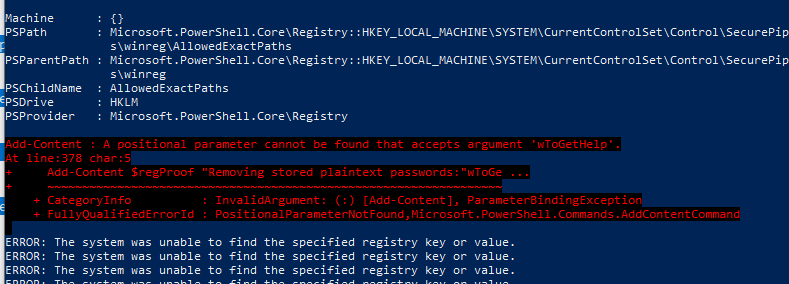 Machine      : {}
PSPath       : Microsoft.PowerShell.Core\Registry::HKEY_LOCAL_MACHINE\SYSTEM\CurrentControlSet\Control\SecurePipe
s\winreg\AllowedExactPaths
PSParentPath : Microsoft.PowerShell.Core\Registry::HKEY_LOCAL_MACHINE\SYSTEM\CurrentControlSet\Control\SecurePipe
s\winreg
PSChildName  : AllowedExactPaths
PSDrive      : HKLM
PSProvider   : Microsoft.PowerShell.Core\Registry
Add-Content : A positional parameter cannot be found that accepts argument 'wToGetHelp'.
At line:378 char:5
+     Add-Content $regProof "Removing stored plaintext passwords:"wToGe ...
+     ~~~~~~~~~~~~~~~~~~~~~~~~~~~~~~~~~~~~~~~~~~~~~~~~~~~~~~~~~~~~~
    + CategoryInfo          : InvalidArgument: (:) [Add-Content], ParameterBindingException
    + FullyQualifiedErrorId : PositionalParameterNotFound,Microsoft.PowerShell.Commands.AddContentCommand
ERROR: The system was unable to find the specified registry key or value.
ERROR: The system was unable to find the specified registry key or value.
ERROR: The system was unable to find the specified registry key or value.
ERROR: The system was unable to find the specified registry key or value.